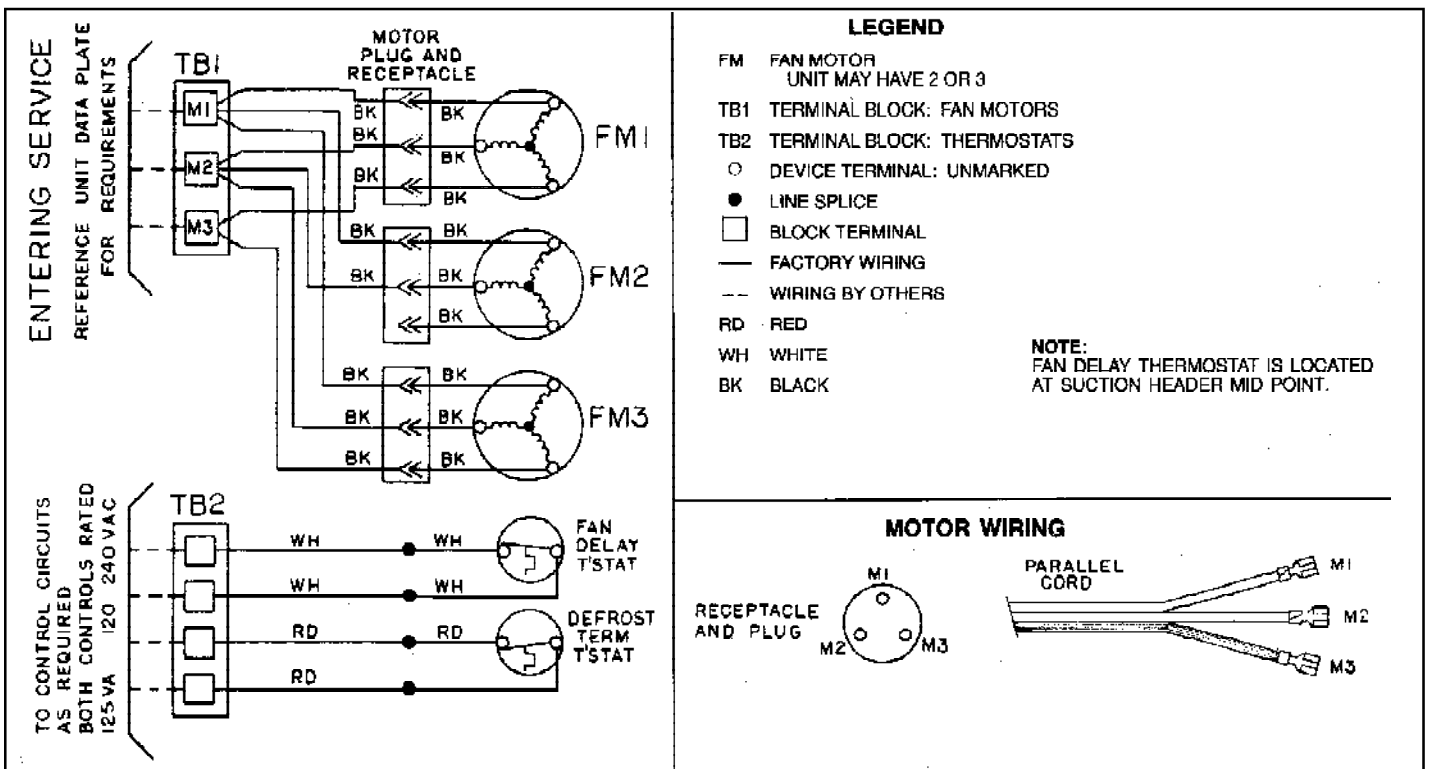 ENTERING SERVICE
REFERENCE UNIT DATA PLATE
FOR REQUIREMENTS
TB1
M1
M2
M3
MOTOR
PLUG AND
RECEPTACLE
BK
BK
BK
BK
BK
BK
FM1
BK
BK
BK
BK
BK
FM2
BK
BK
BK
BK
BK
BK
FM3
TO CONTROL CIRCUITS
AS REQUIRED
BOTH CONTROLS RATED
125VA 120 240VAC
TB2
WH
WH
WH
WH
FAN
DELAY
T'STAT
RD
RD
RD
DEFROST
TERM
T'STAT
LEGEND
FM FAN MOTOR
UNIT MAY HAVE 2 OR 3
TB1 TERMINAL BLOCK: FAN MOTORS
TB2 TERMINAL BLOCK: THERMOSTATS
DEVICE TERMINAL: UNMARKED
LINE SPLICE
BLOCK TERMINAL
FACTORY WIRING
WIRING BY OTHERS
RD RED
WH WHITE
BK BLACK
NOTE:
FAN DELAY THERMOSTAT IS LOCATED
AT SUCTION HEADER MID POINT.
MOTOR WIRING
RECEPTACLE
AND PLUG
M1
M2
M3
PARALLEL
CORD
M1
M2
M3